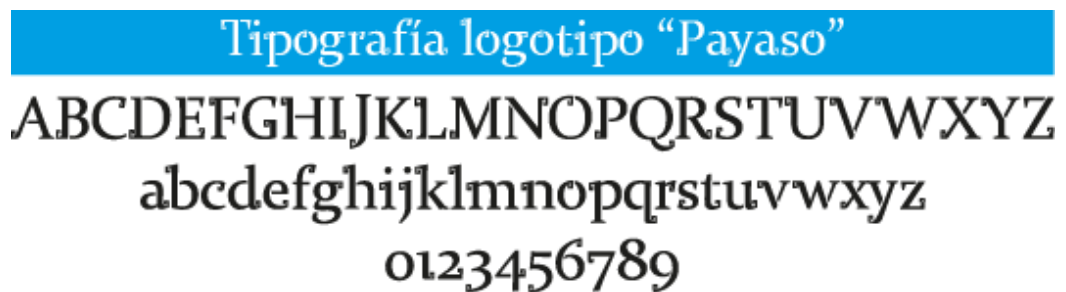 Tipografía logotipo “Payaso”
ABCDEFGHIJKLMNOPQRSTUVWXYZ
abcdefghijklmnopqrstuvwxyz
0123456789